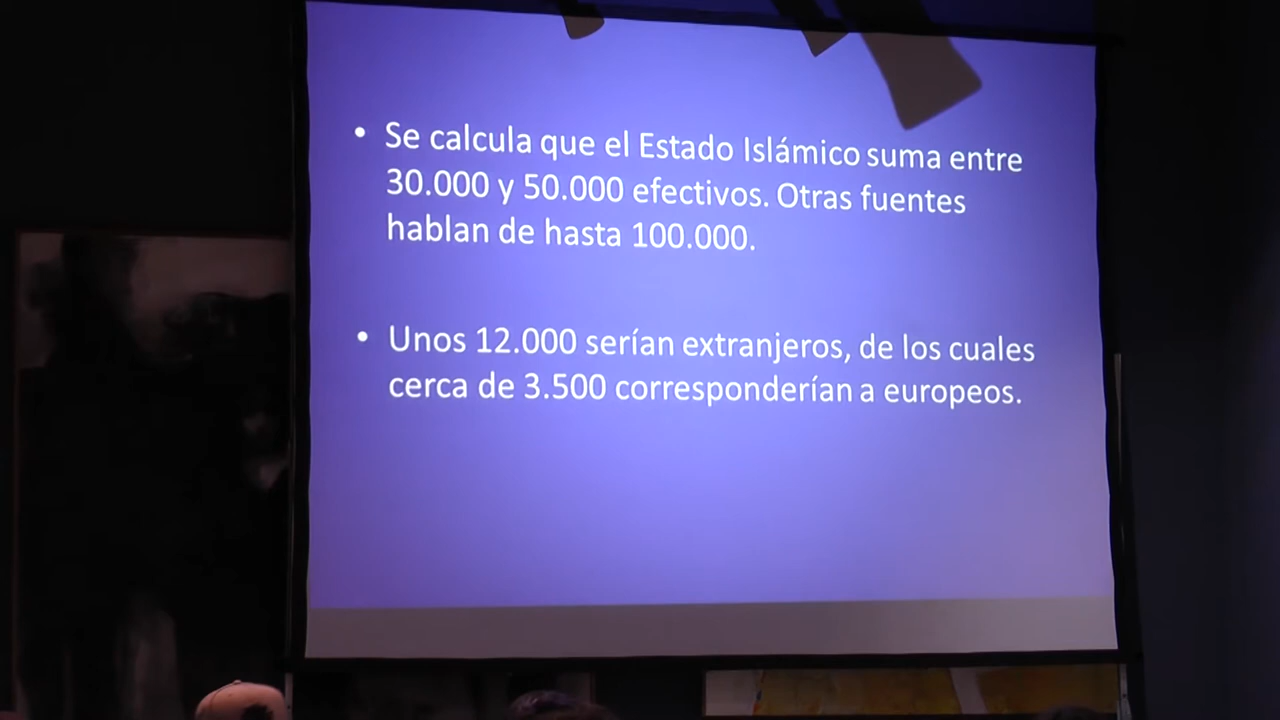 • Se calcula que el Estado Islámico suma entre
30.000 y 50.000 efectivos. Otras fuentes
hablan de hasta 100.000.
• Unos 12.000 serían extranjeros, de los cuales
cerca de 3.500 corresponderían a europeos.